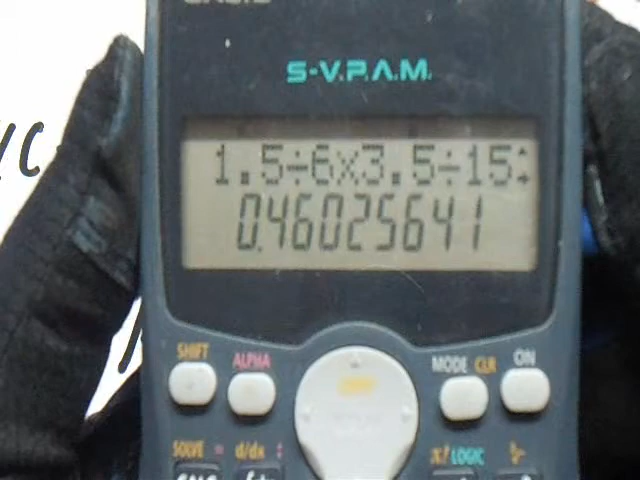 S-V.P.A.M.
1.5÷6x3.5÷15
0.46025641
SHIFT ALPHA MODE CLR ON
SOLVE = d/dx : x! LOGIC